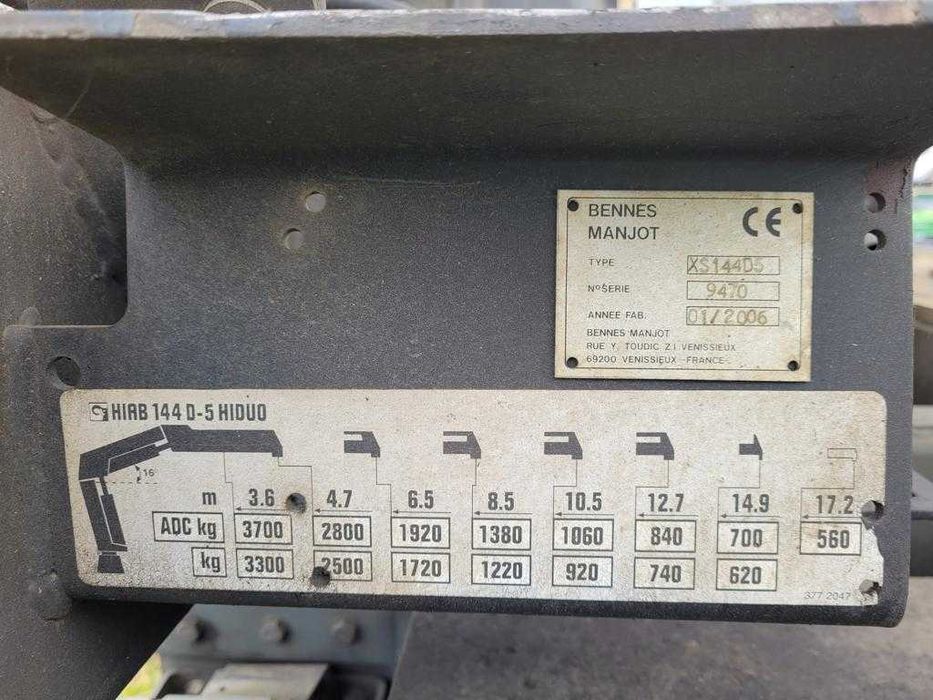 BENNES
MANJOT
CE
TYPE XS144D5
N° SERIE 9470
ANNEE FAB. 01/2006
BENNES MANJOT
RUE Y. TOUDIC Z I VENISSIEUX
69200 VENISSIEUX -FRANCE-
HIAB 144 D-5 HIDUO
16°
m 3.6 4.7 6.5 8.5 10.5 12.7 14.9 17.2
ADC kg 3700 2800 1920 1380 1060 840 700 560
kg 3300 2500 1720 1220 920 740 620
377 2047